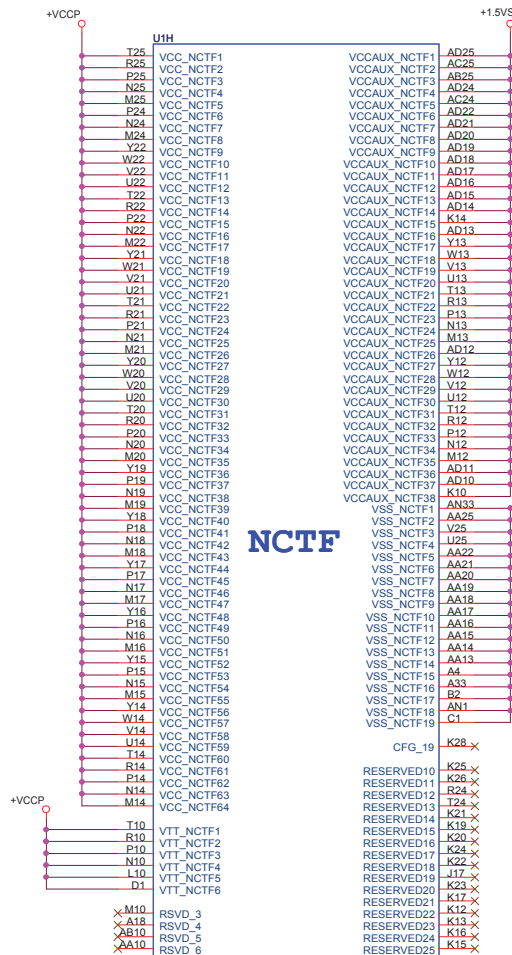 +VCCP
+1.5VS
U1H
T25 VCC_NCTF1 VCCAUX_NCTF1 AD25
R25 VCC_NCTF2 VCCAUX_NCTF2 AC25
P25 VCC_NCTF3 VCCAUX_NCTF3 AB25
N25 VCC_NCTF4 VCCAUX_NCTF4 AD24
M25 VCC_NCTF5 VCCAUX_NCTF5 AC24
P24 VCC_NCTF6 VCCAUX_NCTF6 AD22
N24 VCC_NCTF7 VCCAUX_NCTF7 AD21
M24 VCC_NCTF8 VCCAUX_NCTF8 AD20
Y22 VCC_NCTF9 VCCAUX_NCTF9 AD19
W22 VCC_NCTF10 VCCAUX_NCTF10 AD18
V22 VCC_NCTF11 VCCAUX_NCTF11 AD17
U22 VCC_NCTF12 VCCAUX_NCTF12 AD16
T22 VCC_NCTF13 VCCAUX_NCTF13 AD15
R22 VCC_NCTF14 VCCAUX_NCTF14 AD14
P22 VCC_NCTF15 VCCAUX_NCTF15 K14
N22 VCC_NCTF16 VCCAUX_NCTF16 AD13
M22 VCC_NCTF17 VCCAUX_NCTF17 Y13
Y21 VCC_NCTF18 VCCAUX_NCTF18 W13
W21 VCC_NCTF19 VCCAUX_NCTF19 V13
V21 VCC_NCTF20 VCCAUX_NCTF20 U13
U21 VCC_NCTF21 VCCAUX_NCTF21 T13
T21 VCC_NCTF22 VCCAUX_NCTF22 R13
R21 VCC_NCTF23 VCCAUX_NCTF23 P13
P21 VCC_NCTF24 VCCAUX_NCTF24 N13
N21 VCC_NCTF25 VCCAUX_NCTF25 M13
M21 VCC_NCTF26 VCCAUX_NCTF26 AD12
Y20 VCC_NCTF27 VCCAUX_NCTF27 Y12
W20 VCC_NCTF28 VCCAUX_NCTF28 W12
V20 VCC_NCTF29 VCCAUX_NCTF29 V12
U20 VCC_NCTF30 VCCAUX_NCTF30 U12
T20 VCC_NCTF31 VCCAUX_NCTF31 T12
R20 VCC_NCTF32 VCCAUX_NCTF32 R12
P20 VCC_NCTF33 VCCAUX_NCTF33 P12
N20 VCC_NCTF34 VCCAUX_NCTF34 N12
M20 VCC_NCTF35 VCCAUX_NCTF35 M12
Y19 VCC_NCTF36 VCCAUX_NCTF36 AD11
P19 VCC_NCTF37 VCCAUX_NCTF37 AD10
N19 VCC_NCTF38 VCCAUX_NCTF38 K10
M19 VCC_NCTF39 VSS_NCTF1 AN33
Y18 VCC_NCTF40 VSS_NCTF2 AA25
P18 VCC_NCTF41 VSS_NCTF3 V25
N18 VCC_NCTF42 VSS_NCTF4 U25
NCTF
M18 VCC_NCTF43 VSS_NCTF5 AA22
Y17 VCC_NCTF44 VSS_NCTF6 AA21
P17 VCC_NCTF45 VSS_NCTF7 AA20
N17 VCC_NCTF46 VSS_NCTF8 AA19
M17 VCC_NCTF47 VSS_NCTF9 AA18
Y16 VCC_NCTF48 VSS_NCTF10 AA17
P16 VCC_NCTF49 VSS_NCTF11 AA16
N16 VCC_NCTF50 VSS_NCTF12 AA15
M16 VCC_NCTF51 VSS_NCTF13 AA14
Y15 VCC_NCTF52 VSS_NCTF14 AA13
P15 VCC_NCTF53 VSS_NCTF15 A4
N15 VCC_NCTF54 VSS_NCTF16 A33
M15 VCC_NCTF55 VSS_NCTF17 B2
Y14 VCC_NCTF56 VSS_NCTF18 AN1
W14 VCC_NCTF57 VSS_NCTF19 C1
V14 VCC_NCTF58
U14 VCC_NCTF59 CFG_19 K28
T14 VCC_NCTF60
R14 VCC_NCTF61 RESERVED10 K25
P14 VCC_NCTF62 RESERVED11 K26
N14 VCC_NCTF63 RESERVED12 R24
M14 VCC_NCTF64 RESERVED13 T24
+VCCP
RESERVED14 K21
T10 VTT_NCTF1 RESERVED15 K19
R10 VTT_NCTF2 RESERVED16 K20
P10 VTT_NCTF3 RESERVED17 K24
N10 VTT_NCTF4 RESERVED18 K22
L10 VTT_NCTF5 RESERVED19 J17
D1 VTT_NCTF6 RESERVED20 K23
RESERVED21 K17
M10 RSVD_3 RESERVED22 K12
A18 RSVD_4 RESERVED23 K13
AB10 RSVD_5 RESERVED24 K16
AA10 RSVD_6 RESERVED25 K15